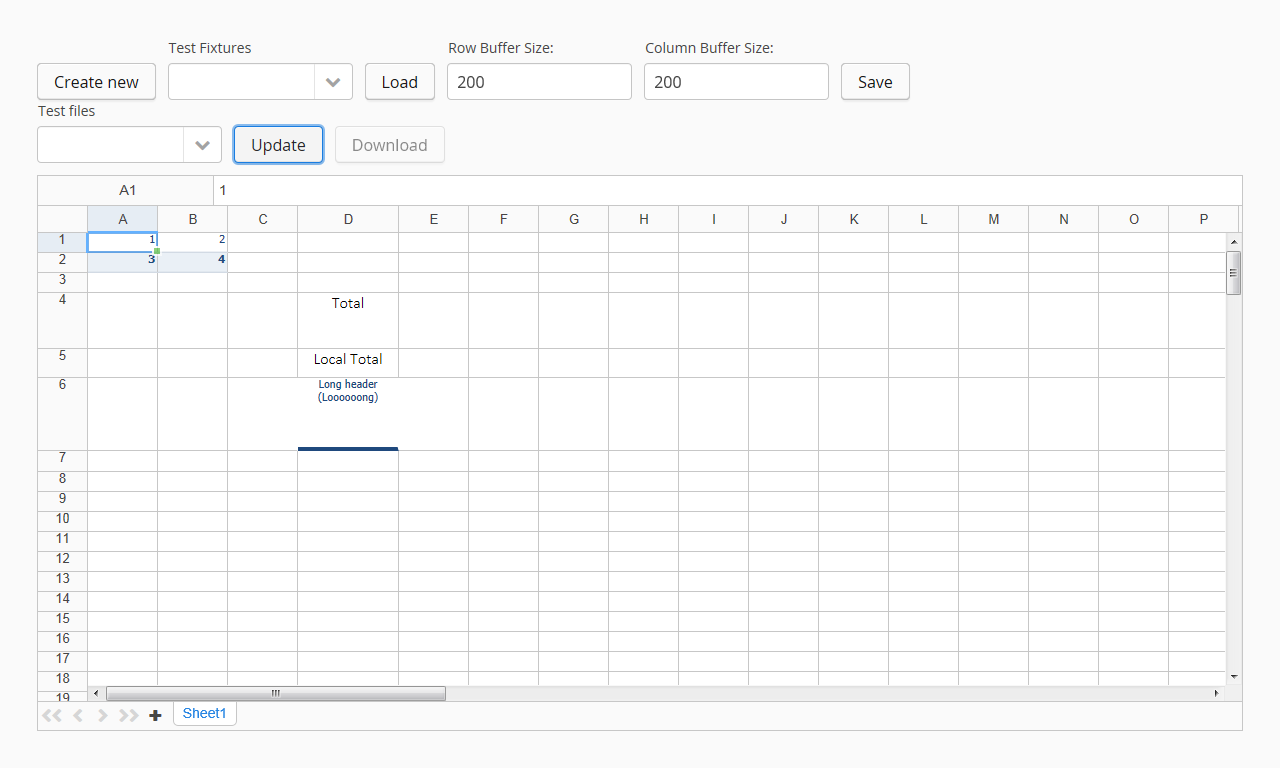 Test Fixtures Row Buffer Size: Column Buffer Size:
Create new Load 200 200 Save
Test files
Update Download
A1 1
A B C D E F G H I J K L M N O P
1 1 2
2 3 4
3
4 Total
5 Local Total
6 Long header
(Loooooong)
7
8
9
10
11
12
13
14
15
16
17
18
19
Sheet1